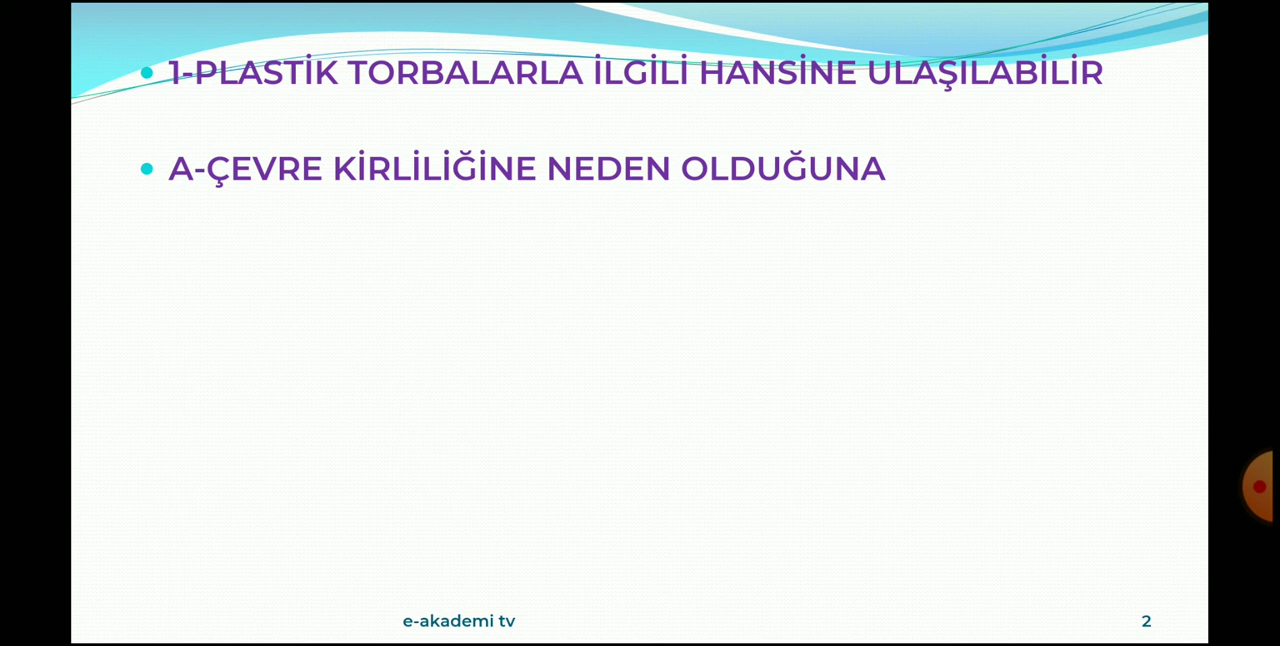 1-PLASTİK TORBALARLA İLGİLİ HANSİNE ULAŞILABİLİR
A-ÇEVRE KİRLİLİĞİNE NEDEN OLDUĞUNA
e-akademi tv
2